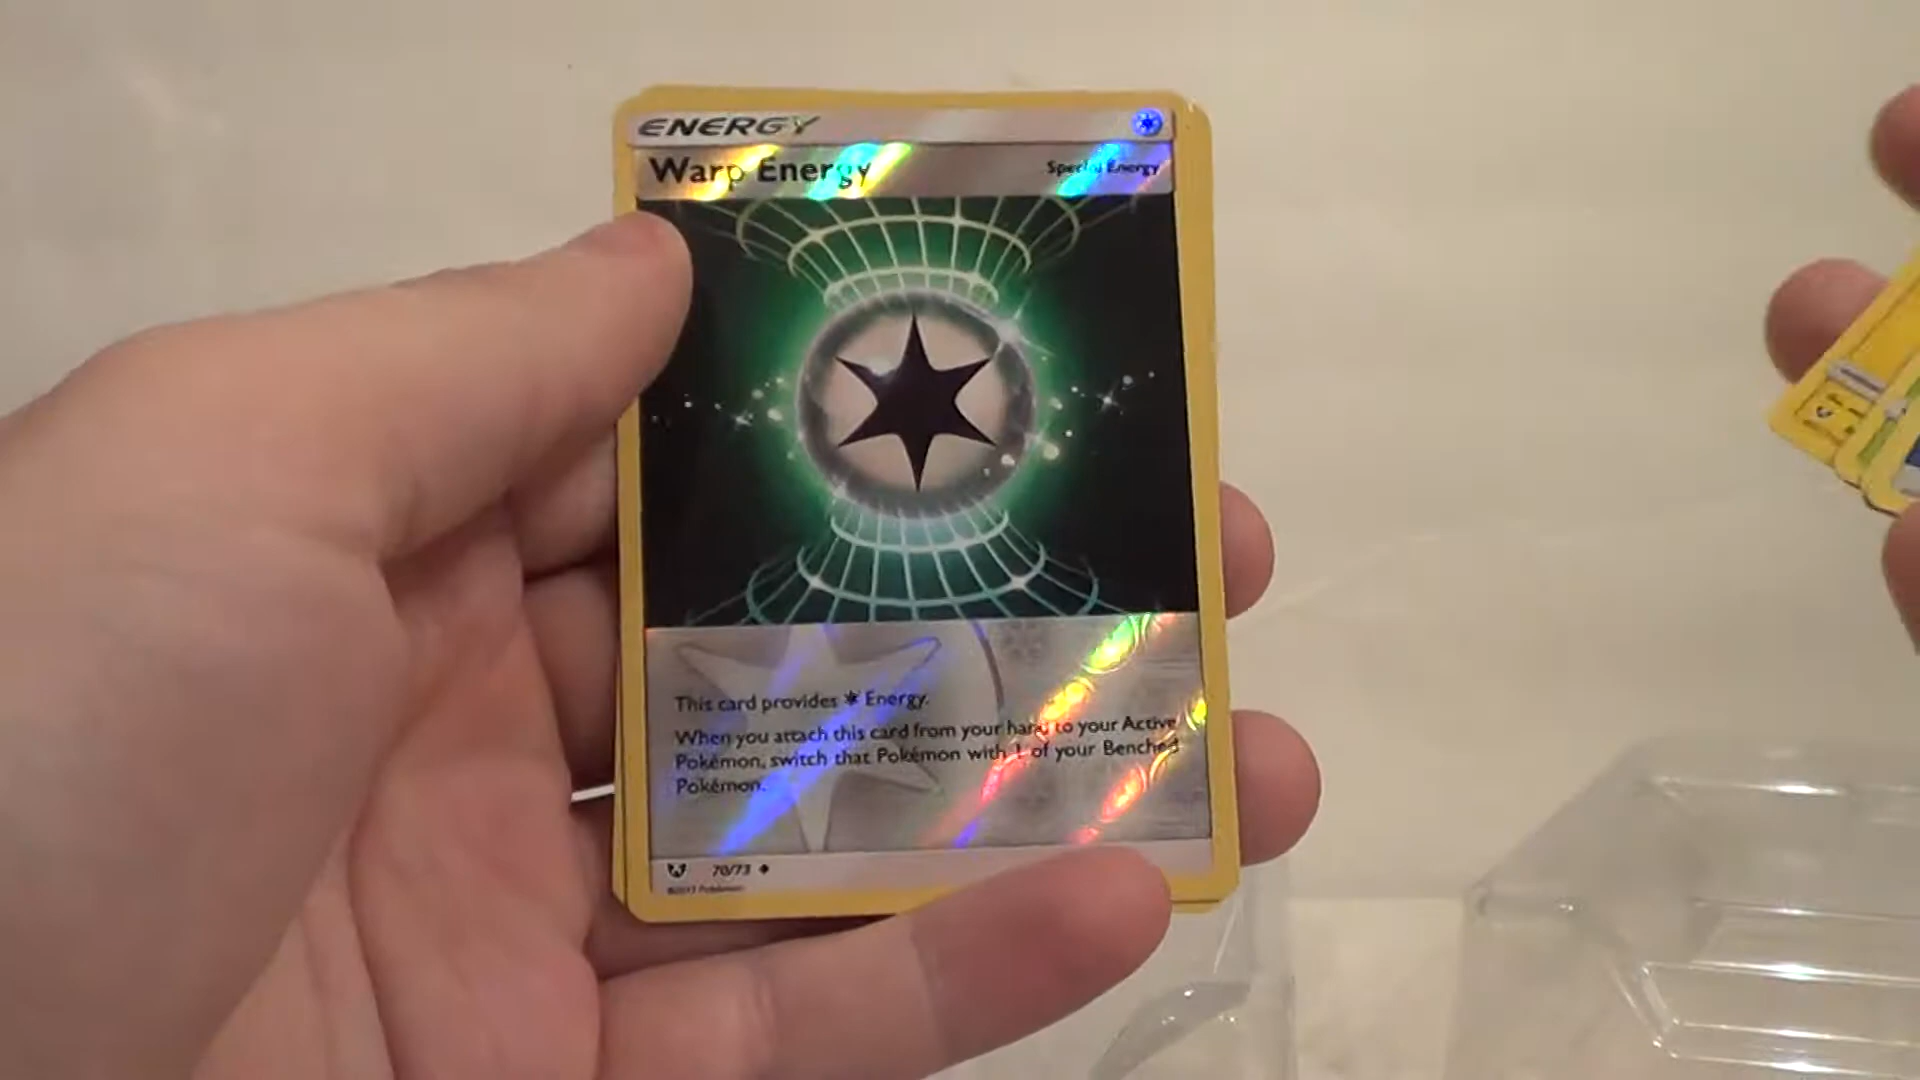 ENERGY
Warp Energy
Special Energy
This card provides Energy.
When you attach this card from your hand to your Active
Pokémon, switch that Pokémon with 1 of your Benched
Pokémon.
70/73
©2017 Pokémon